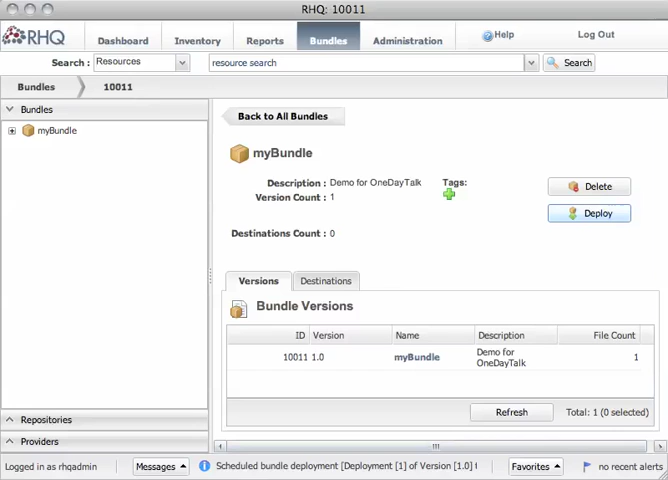 RHQ: 10011
RHQ
Dashboard
Inventory
Reports
Bundles
Administration
Help
Log Out
Search :
Resources
resource search
Search
Bundles
10011
Bundles
myBundle
Back to All Bundles
myBundle
Description : Demo for OneDayTalk
Tags:
Version Count : 1
Delete
Deploy
Destinations Count : 0
Versions
Destinations
Bundle Versions
ID Version Name Description File Count
10011 1.0 myBundle Demo for 1
OneDayTalk
Refresh
Total: 1 (0 selected)
Repositories
Providers
Logged in as rhqadmin
Messages
Scheduled bundle deployment [Deployment [1] of Version [1.0]
Favorites
no recent alerts